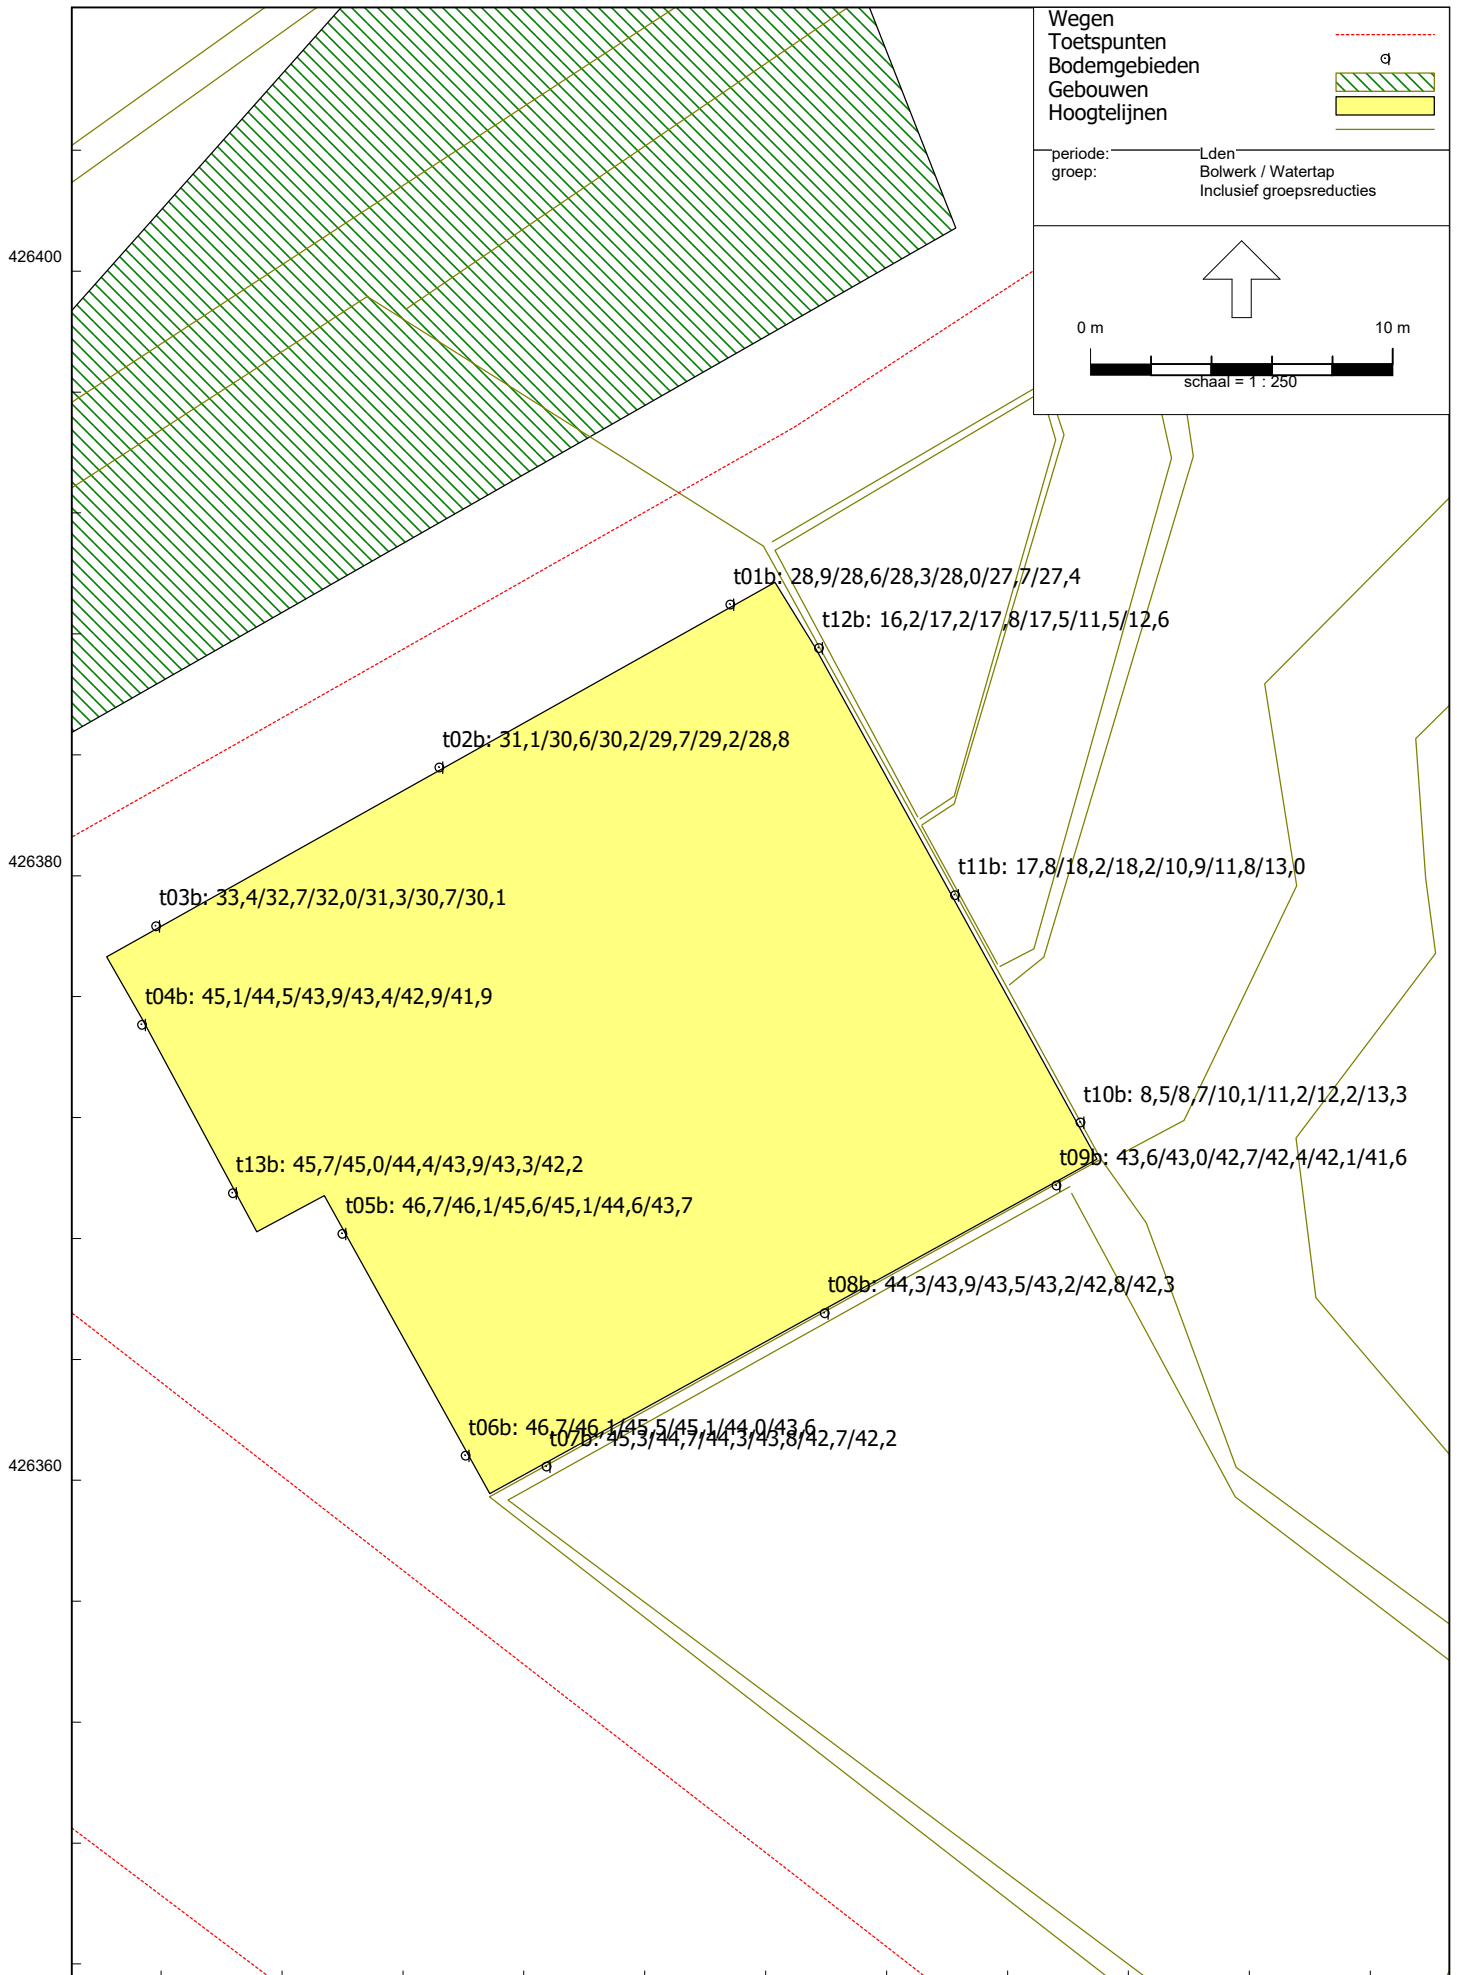 Wegen
Toetspunten
Bodemgebieden
Gebouwen
Hoogtelijnen
periode: Lden
groep: Bolwerk / Watertap
Inclusief groepsreducties
0 m 10 m
schaal = 1 : 250
426400
t01b: 28,9/28,6/28,3/28,0/27,7/27,4
t12b: 16,2/17,2/17,8/17,5/11,5/12,6
t02b: 31,1/30,6/30,2/29,7/29,2/28,8
426380
t11b: 17,8/18,2/18,2/10,9/11,8/13,0
t03b: 33,4/32,7/32,0/31,3/30,7/30,1
t04b: 45,1/44,5/43,9/43,4/42,9/41,9
t10b: 8,5/8,7/10,1/11,2/12,2/13,3
t09b: 43,6/43,0/42,7/42,4/42,1/41,6
t13b: 45,7/45,0/44,4/43,9/43,3/42,2
t05b: 46,7/46,1/45,6/45,1/44,6/43,7
t08b: 44,3/43,9/43,5/43,2/42,8/42,3
t06b: 46,7/46,1/45,5/45,1/44,0/43,6
t07b: 45,3/44,7/44,3/43,8/42,7/42,2
426360